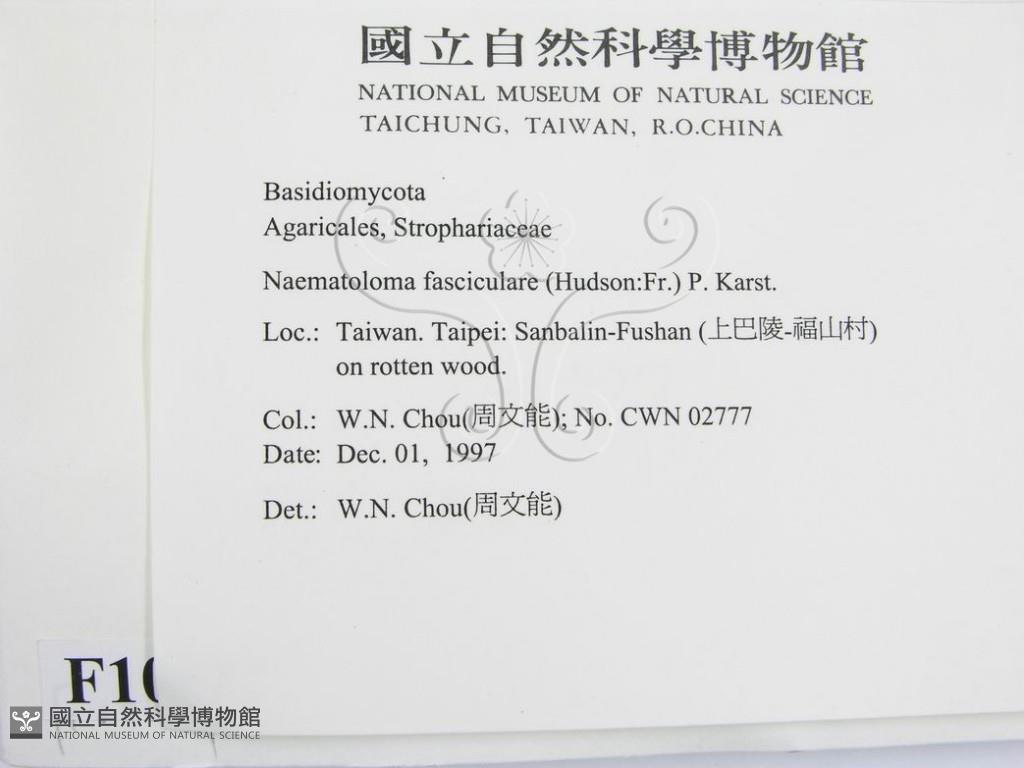 國立自然科學博物館
NATIONAL MUSEUM OF NATURAL SCIENCE
TAICHUNG, TAIWAN, R.O.CHINA
Basidiomycota
Agaricales, Strophariaceae
Naematoloma fasciculare (Hudson:Fr.) P. Karst.
Loc.: Taiwan. Taipei: Sanbalin-Fushan (上巴陵-福山村)
on rotten wood.
Col.: W.N. Chou(周文能); No. CWN 02777
Date: Dec. 01, 1997
Det.: W.N. Chou(周文能)
F10
國立自然科學博物館
NATIONAL MUSEUM OF NATURAL SCIENCE